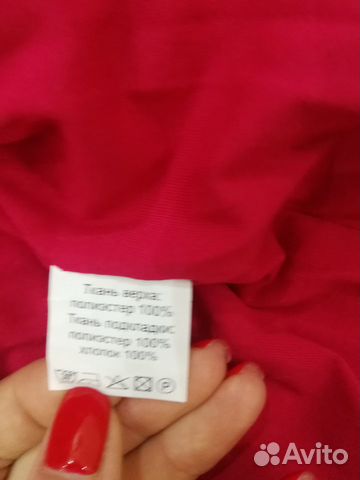 Ткань верха:
полиэстер 100%
Ткань подкладки:
полиэстер 100%
хлопок 100%
Avito